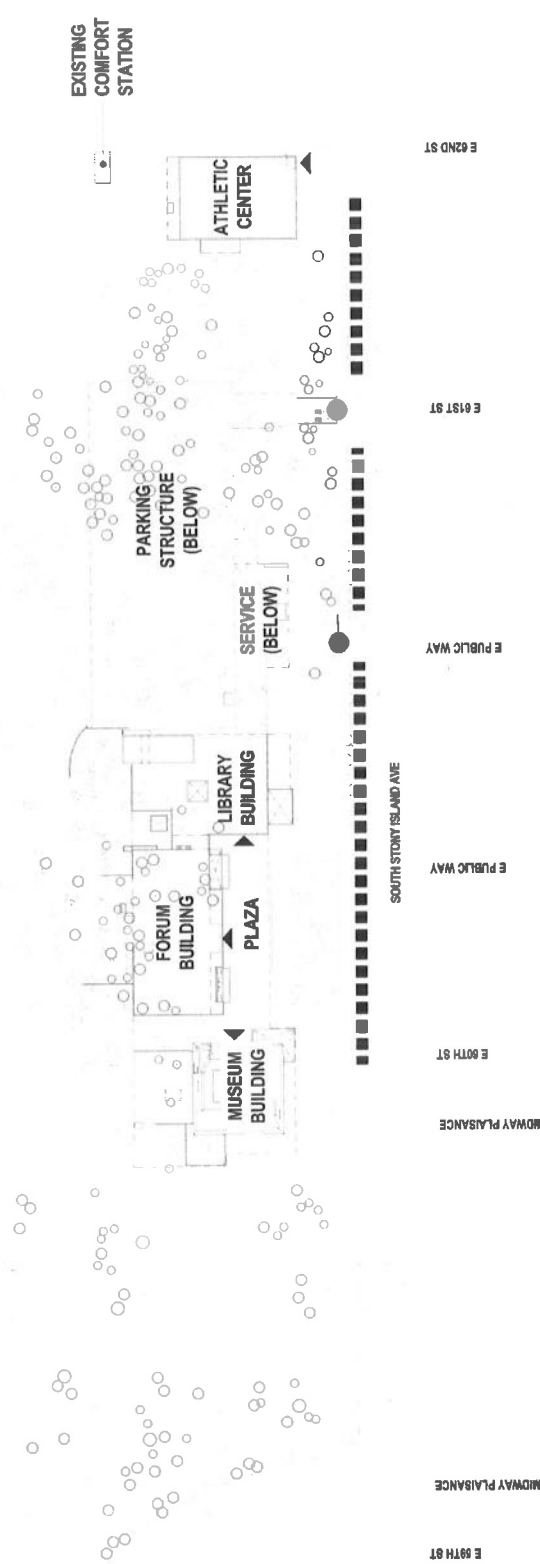 EXISTING
COMFORT
STATION
ATHLETIC
CENTER
PARKING
STRUCTURE
(BELOW)
SERVICE
(BELOW)
LIBRARY
BUILDING
FORUM
BUILDING
PLAZA
MUSEUM
BUILDING
E 62ND ST
E 61ST ST
E PUBLIC WAY
SOUTH STONY ISLAND AVE
E PUBLIC WAY
E 60TH ST
MIDWAY PLAISANCE
MIDWAY PLAISANCE
E 59TH ST